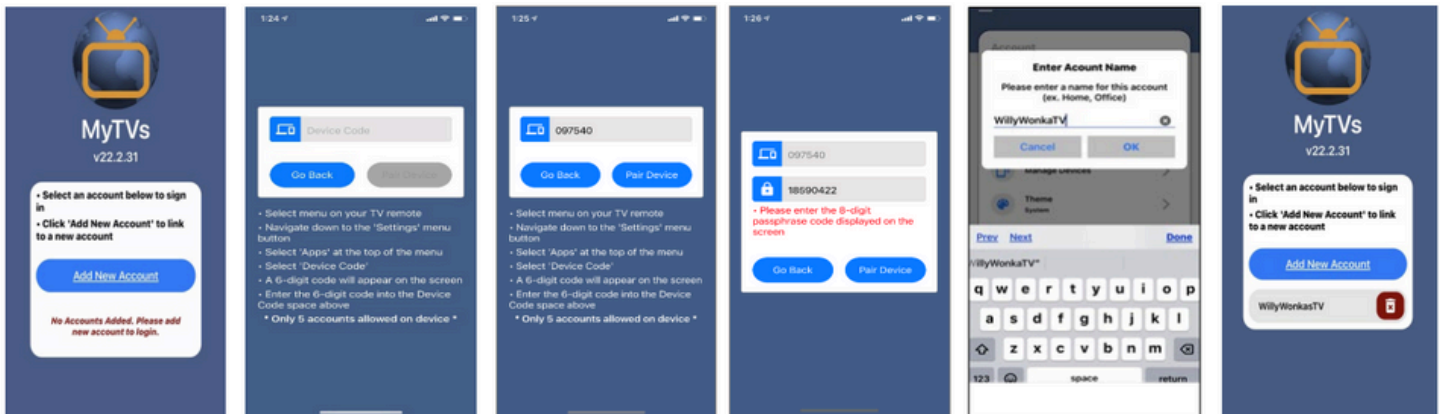 MyTVs
v22.2.31
• Select an account below to sign
in
• Click 'Add New Account' to link
to a new account
Add New Account
No Accounts Added. Please add
new account to login.
1:24
Device Code
Go Back
Pair Device
• Select menu on your TV remote
• Navigate down to the 'Settings' menu
button
• Select 'Apps' at the top of the menu
• Select 'Device Code'
• A 6-digit code will appear on the screen
• Enter the 6-digit code into the Device
Code space above
* Only 5 accounts allowed on device *
1:25
097540
Go Back
Pair Device
• Select menu on your TV remote
• Navigate down to the 'Settings' menu
button
• Select 'Apps' at the top of the menu
• Select 'Device Code'
• A 6-digit code will appear on the screen
• Enter the 6-digit code into the Device
Code space above
* Only 5 accounts allowed on device *
1:26
097540
18590422
• Please enter the 8-digit
passphrase code displayed on the
screen
Go Back
Pair Device
Account
Enter Acount Name
Please enter a name for this account
(ex. Home, Office)
WillyWonkaTV
Cancel
OK
Manage Devices
Theme
System
Prev Next
Done
illyWonkaTV"
q w e r t y u i o p
a s d f g h j k l
z x c v b n m
123
space
return
MyTVs
v22.2.31
• Select an account below to sign
in
• Click 'Add New Account' to link
to a new account
Add New Account
WillyWonkasTV